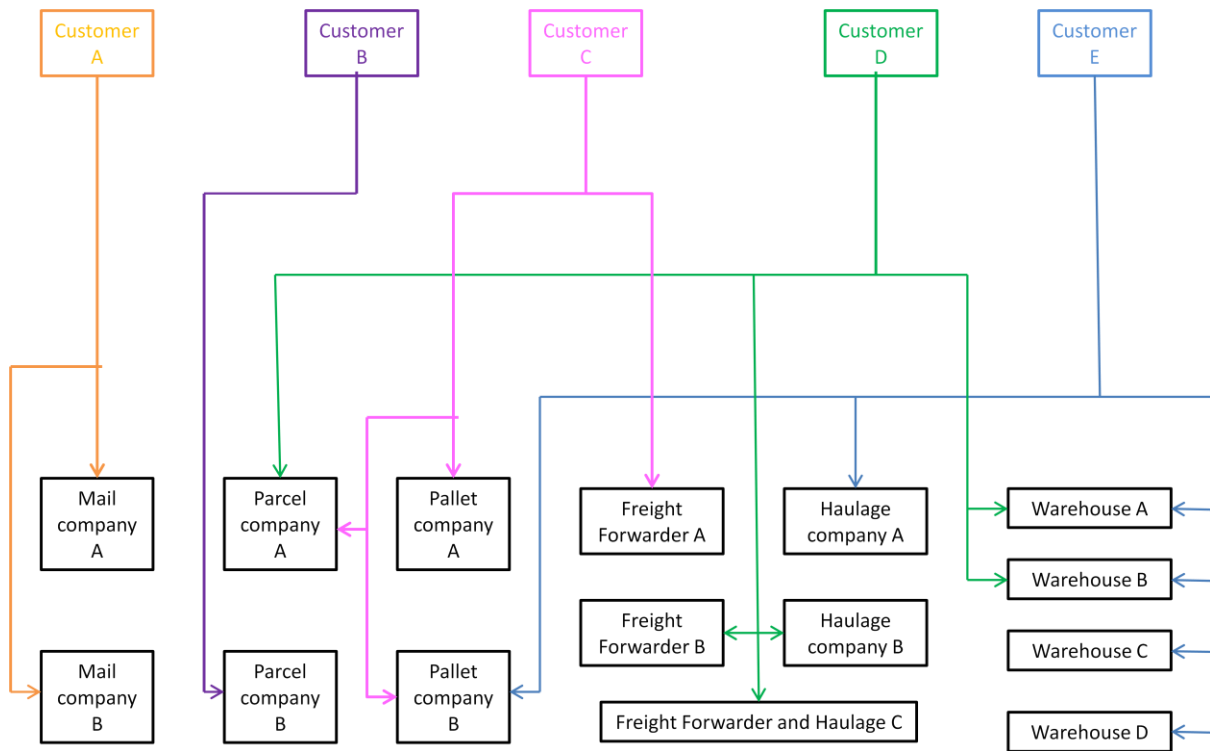 Customer
A
Customer
B
Customer
C
Customer
D
Customer
E
Mail
company
A
Parcel
company
A
Pallet
company
A
Freight
Forwarder A
Haulage
company A
Warehouse A
Warehouse B
Freight
Forwarder B
Haulage
company B
Warehouse C
Mail
company
B
Parcel
company
B
Pallet
company
B
Freight Forwarder and Haulage C
Warehouse D